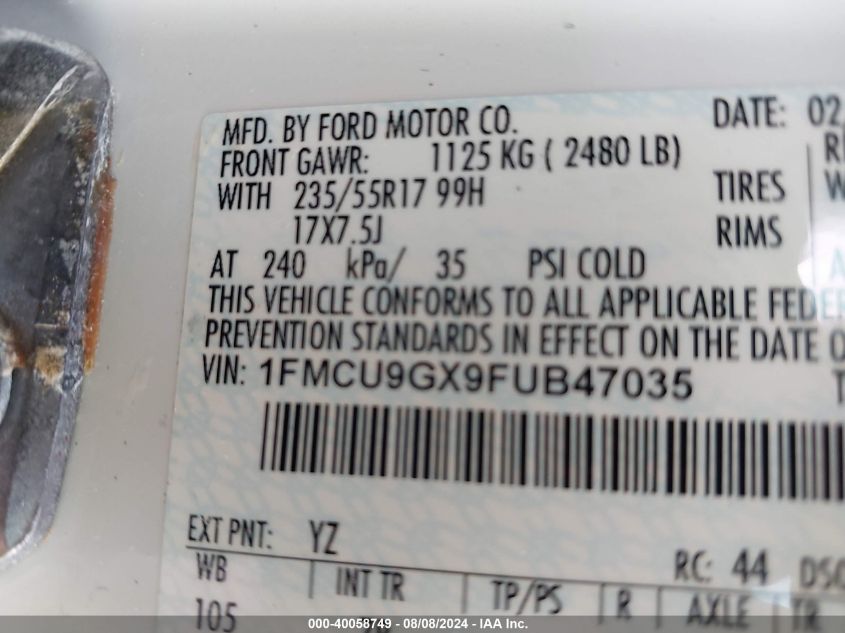 MFD. BY FORD MOTOR CO. DATE: 02
FRONT GAWR: 1125 KG ( 2480 LB)
WITH 235/55R17 99H TIRES
17X7.5J RIMS
AT 240 kPa/ 35 PSI COLD
THIS VEHICLE CONFORMS TO ALL APPLICABLE
PREVENTION STANDARDS IN EFFECT ON THE DATE
VIN: 1FMCU9GX9FUB47035
EXT PNT: YZ RC: 44
WB INT TR TP/PS R AXLE TR
105
000-40058749 - 08/08/2024 - IAA Inc.